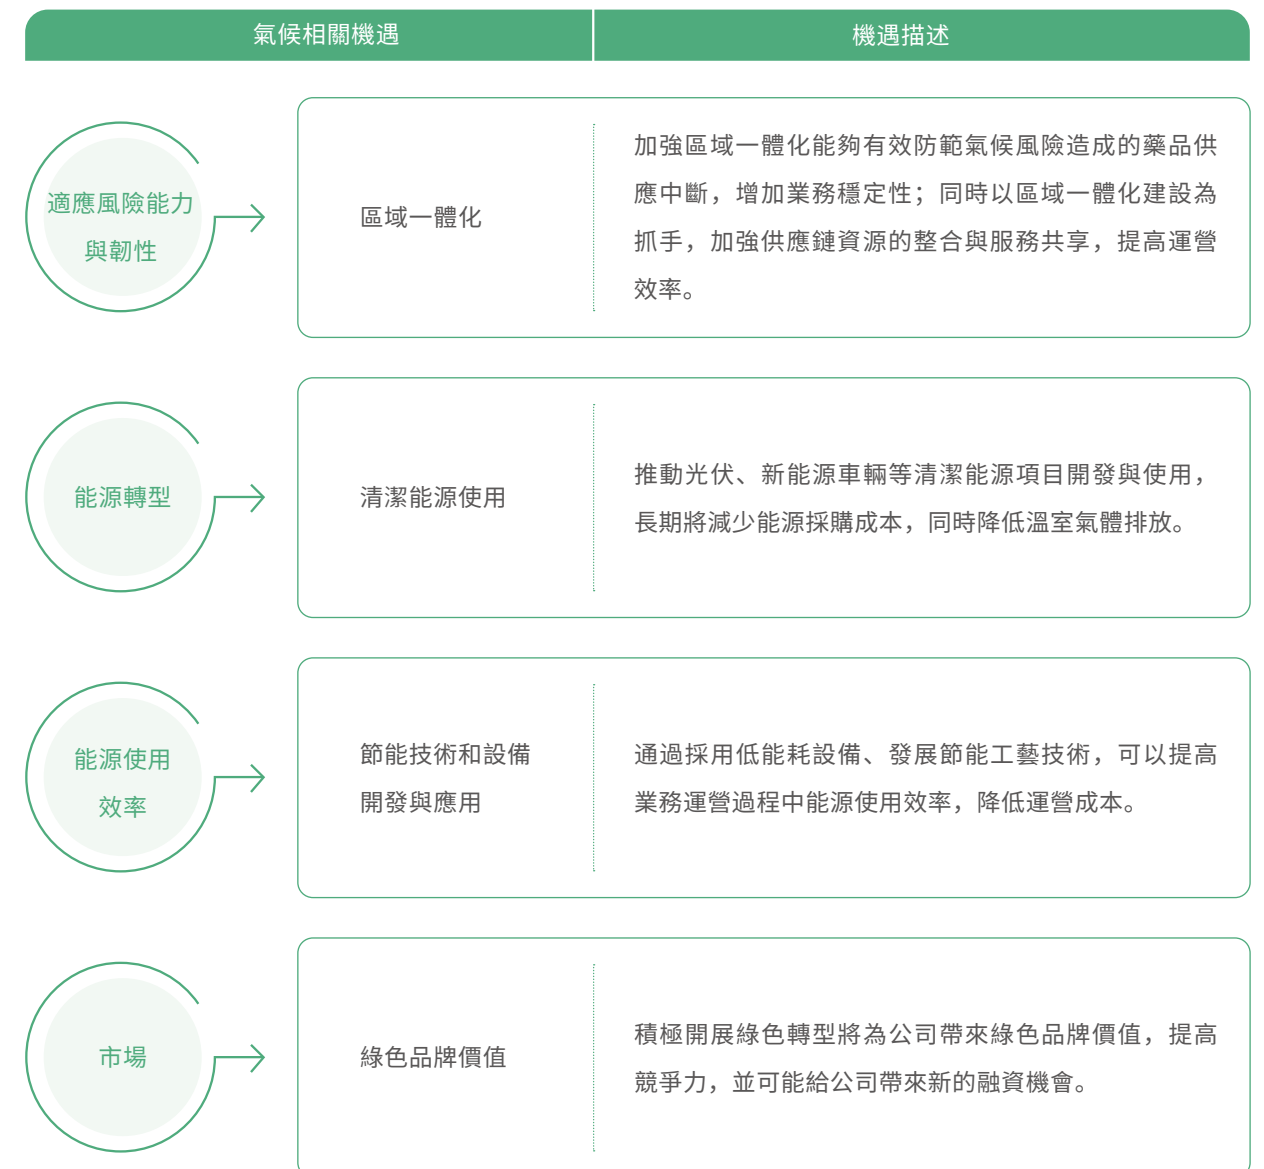 氣候相關機遇
機遇描述
適應風險能力
與韌性
區域一體化
加強區域一體化能夠有效防範氣候風險造成的藥品供
應中斷，增加業務穩定性；同時以區域一體化建設為
抓手，加強供應鏈資源的整合與服務共享，提高運營
效率。
能源轉型
清潔能源使用
推動光伏、新能源車輛等清潔能源項目開發與使用，
長期將減少能源採購成本，同時降低溫室氣體排放。
能源使用
效率
節能技術和設備
開發與應用
通過採用低能耗設備、發展節能工藝技術，可以提高
業務運營過程中能源使用效率，降低運營成本。
市場
綠色品牌價值
積極開展綠色轉型將為公司帶來綠色品牌價值，提高
競爭力，並可能給公司帶來新的融資機會。